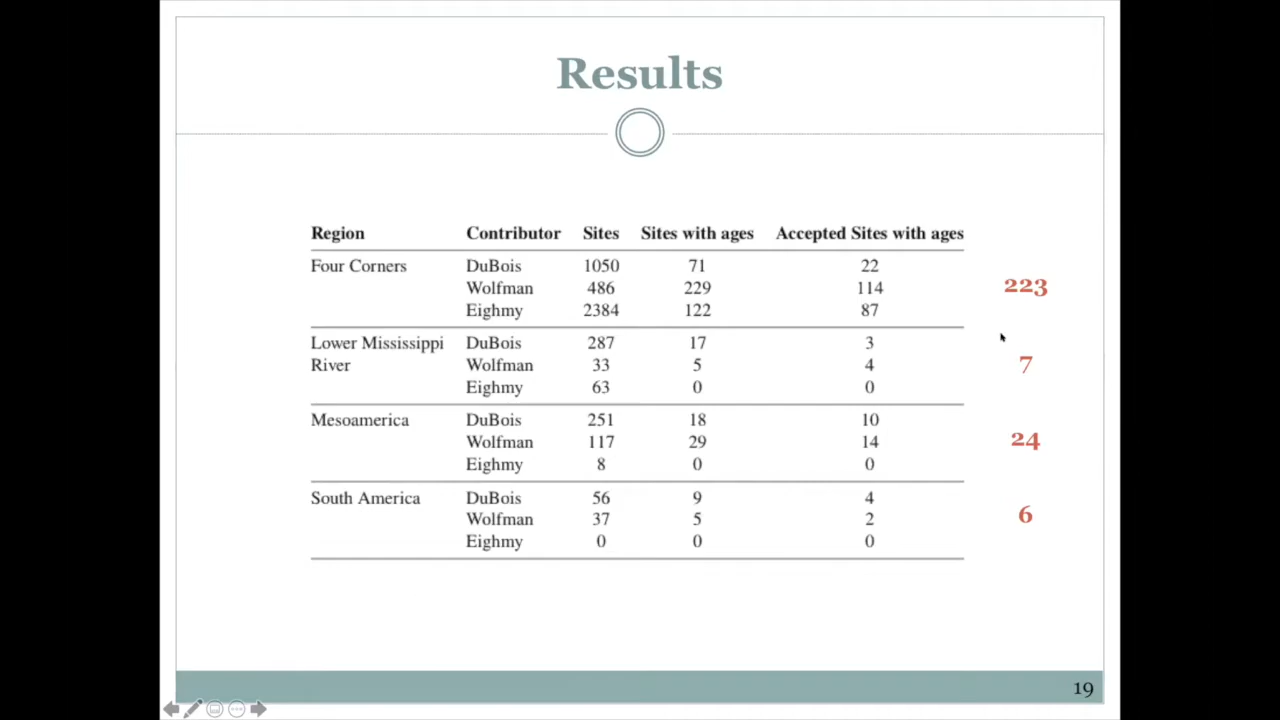 Results
Region Contributor Sites Sites with ages Accepted Sites with ages
Four Corners DuBois 1050 71 22
Wolfman 486 229 114
223
Eighmy 2384 122 87
Lower Mississippi DuBois 287 17 3
River Wolfman 33 5 4
7
Eighmy 63 0 0
Mesoamerica DuBois 251 18 10
Wolfman 117 29 14
24
Eighmy 8 0 0
South America DuBois 56 9 4
Wolfman 37 5 2
6
Eighmy 0 0 0
19